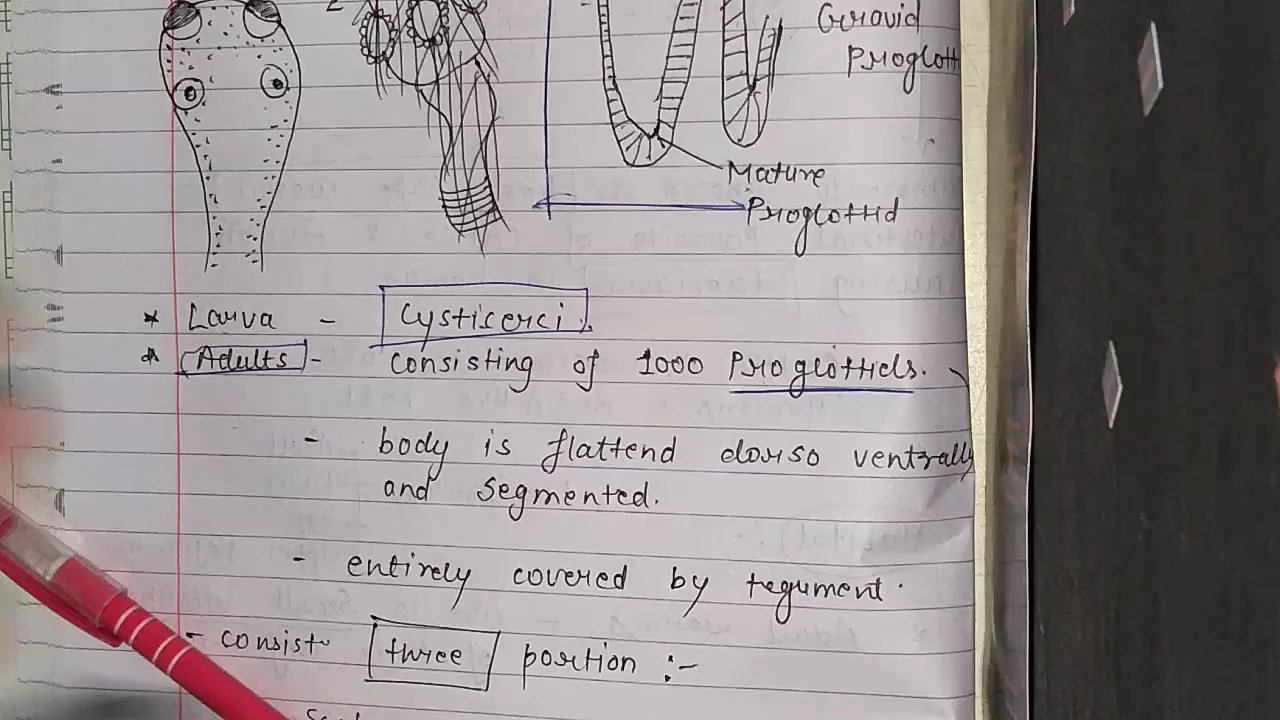 Gravid
Proglott
Mature
Proglottid
* Larva - Cysticerci.
* Adults - consisting of 1000 Proglottids.
- body is flattend dorso ventrally
and segmented.
- entirely covered by tegument.
- consist three portion :-